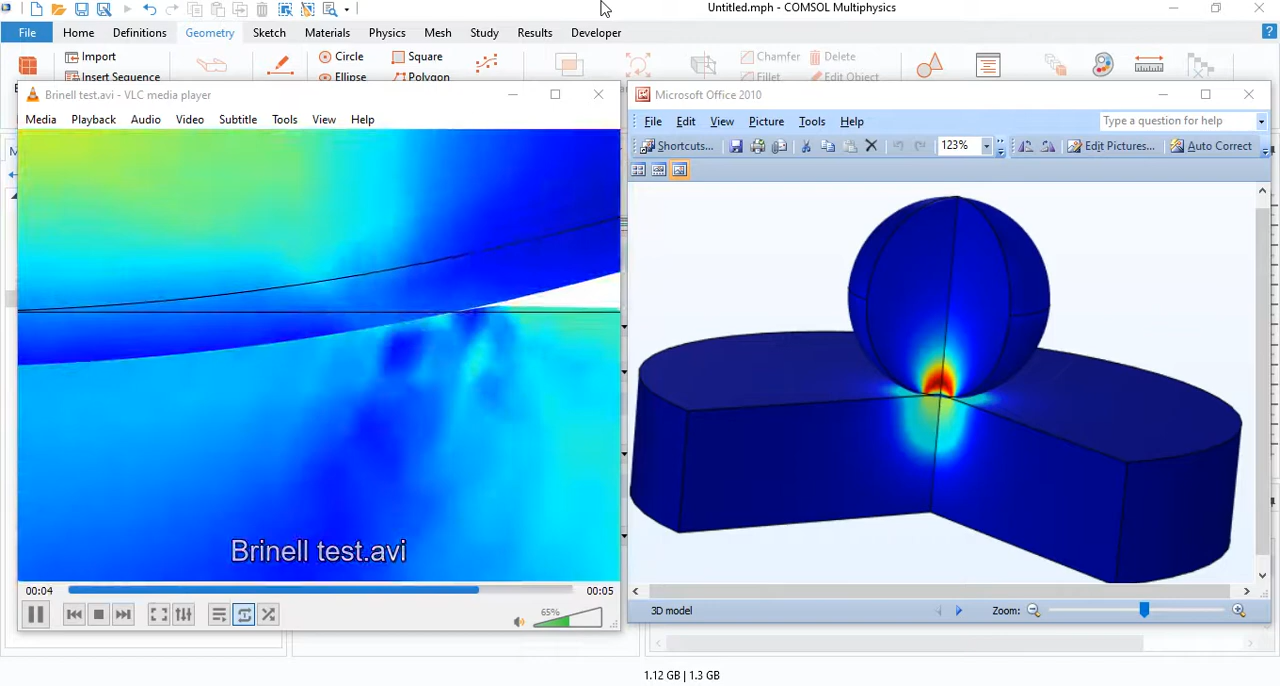 Untitled.mph - COMSOL Multiphysics
File Home Definitions Geometry Sketch Materials Physics Mesh Study Results Developer
Import Circle Square Chamfer Delete
Insert Sequence Ellipse Polygon Fillet Edit Object
Brinell test.avi - VLC media player
Media Playback Audio Video Subtitle Tools View Help
Brinell test.avi
00:04 00:05
65%
Microsoft Office 2010
File Edit View Picture Tools Help Type a question for help
Shortcuts... 123% Edit Pictures... Auto Correct
3D model Zoom:
1.12 GB | 1.3 GB